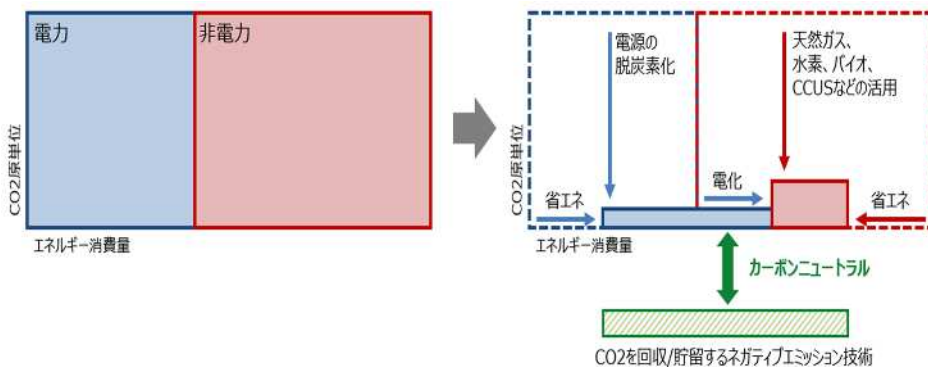 電力
非電力
CO2原単位
エネルギー消費量
電源の
脱炭素化
天然ガス、
水素、バイオ、
CCUSなどの活用
CO2原単位
省エネ
電化
省エネ
エネルギー消費量
カーボンニュートラル
CO2を回収/貯留するネガティブエミッション技術